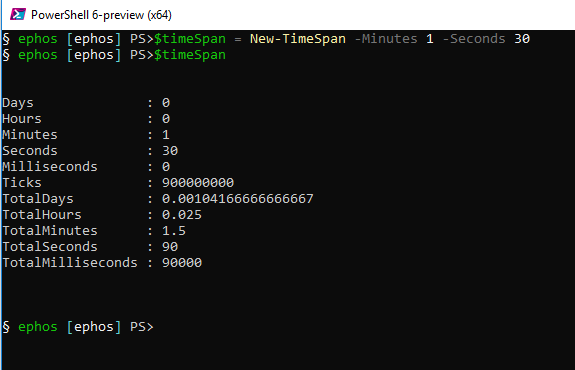 PowerShell 6-preview (x64)
§ ephos [ephos] PS>$timeSpan = New-TimeSpan -Minutes 1 -Seconds 30
§ ephos [ephos] PS>$timeSpan
Days : 0
Hours : 0
Minutes : 1
Seconds : 30
Milliseconds : 0
Ticks : 900000000
TotalDays : 0.00104166666666667
TotalHours : 0.025
TotalMinutes : 1.5
TotalSeconds : 90
TotalMilliseconds : 90000
§ ephos [ephos] PS>